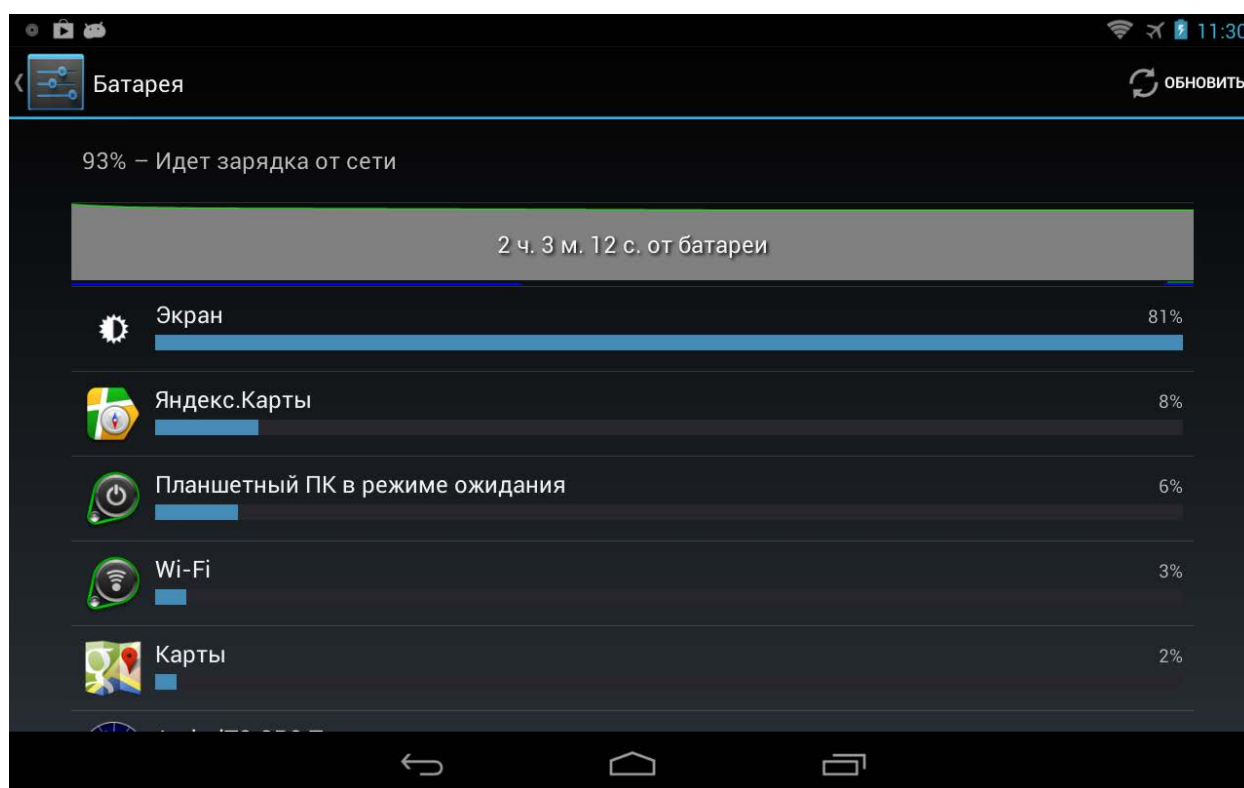 11:30
Батарея
ОБНОВИТЬ
93% – Идет зарядка от сети
2 ч. 3 м. 12 с. от батареи
Экран 81%
Яндекс.Карты 8%
Планшетный ПК в режиме ожидания 6%
Wi-Fi 3%
Карты 2%